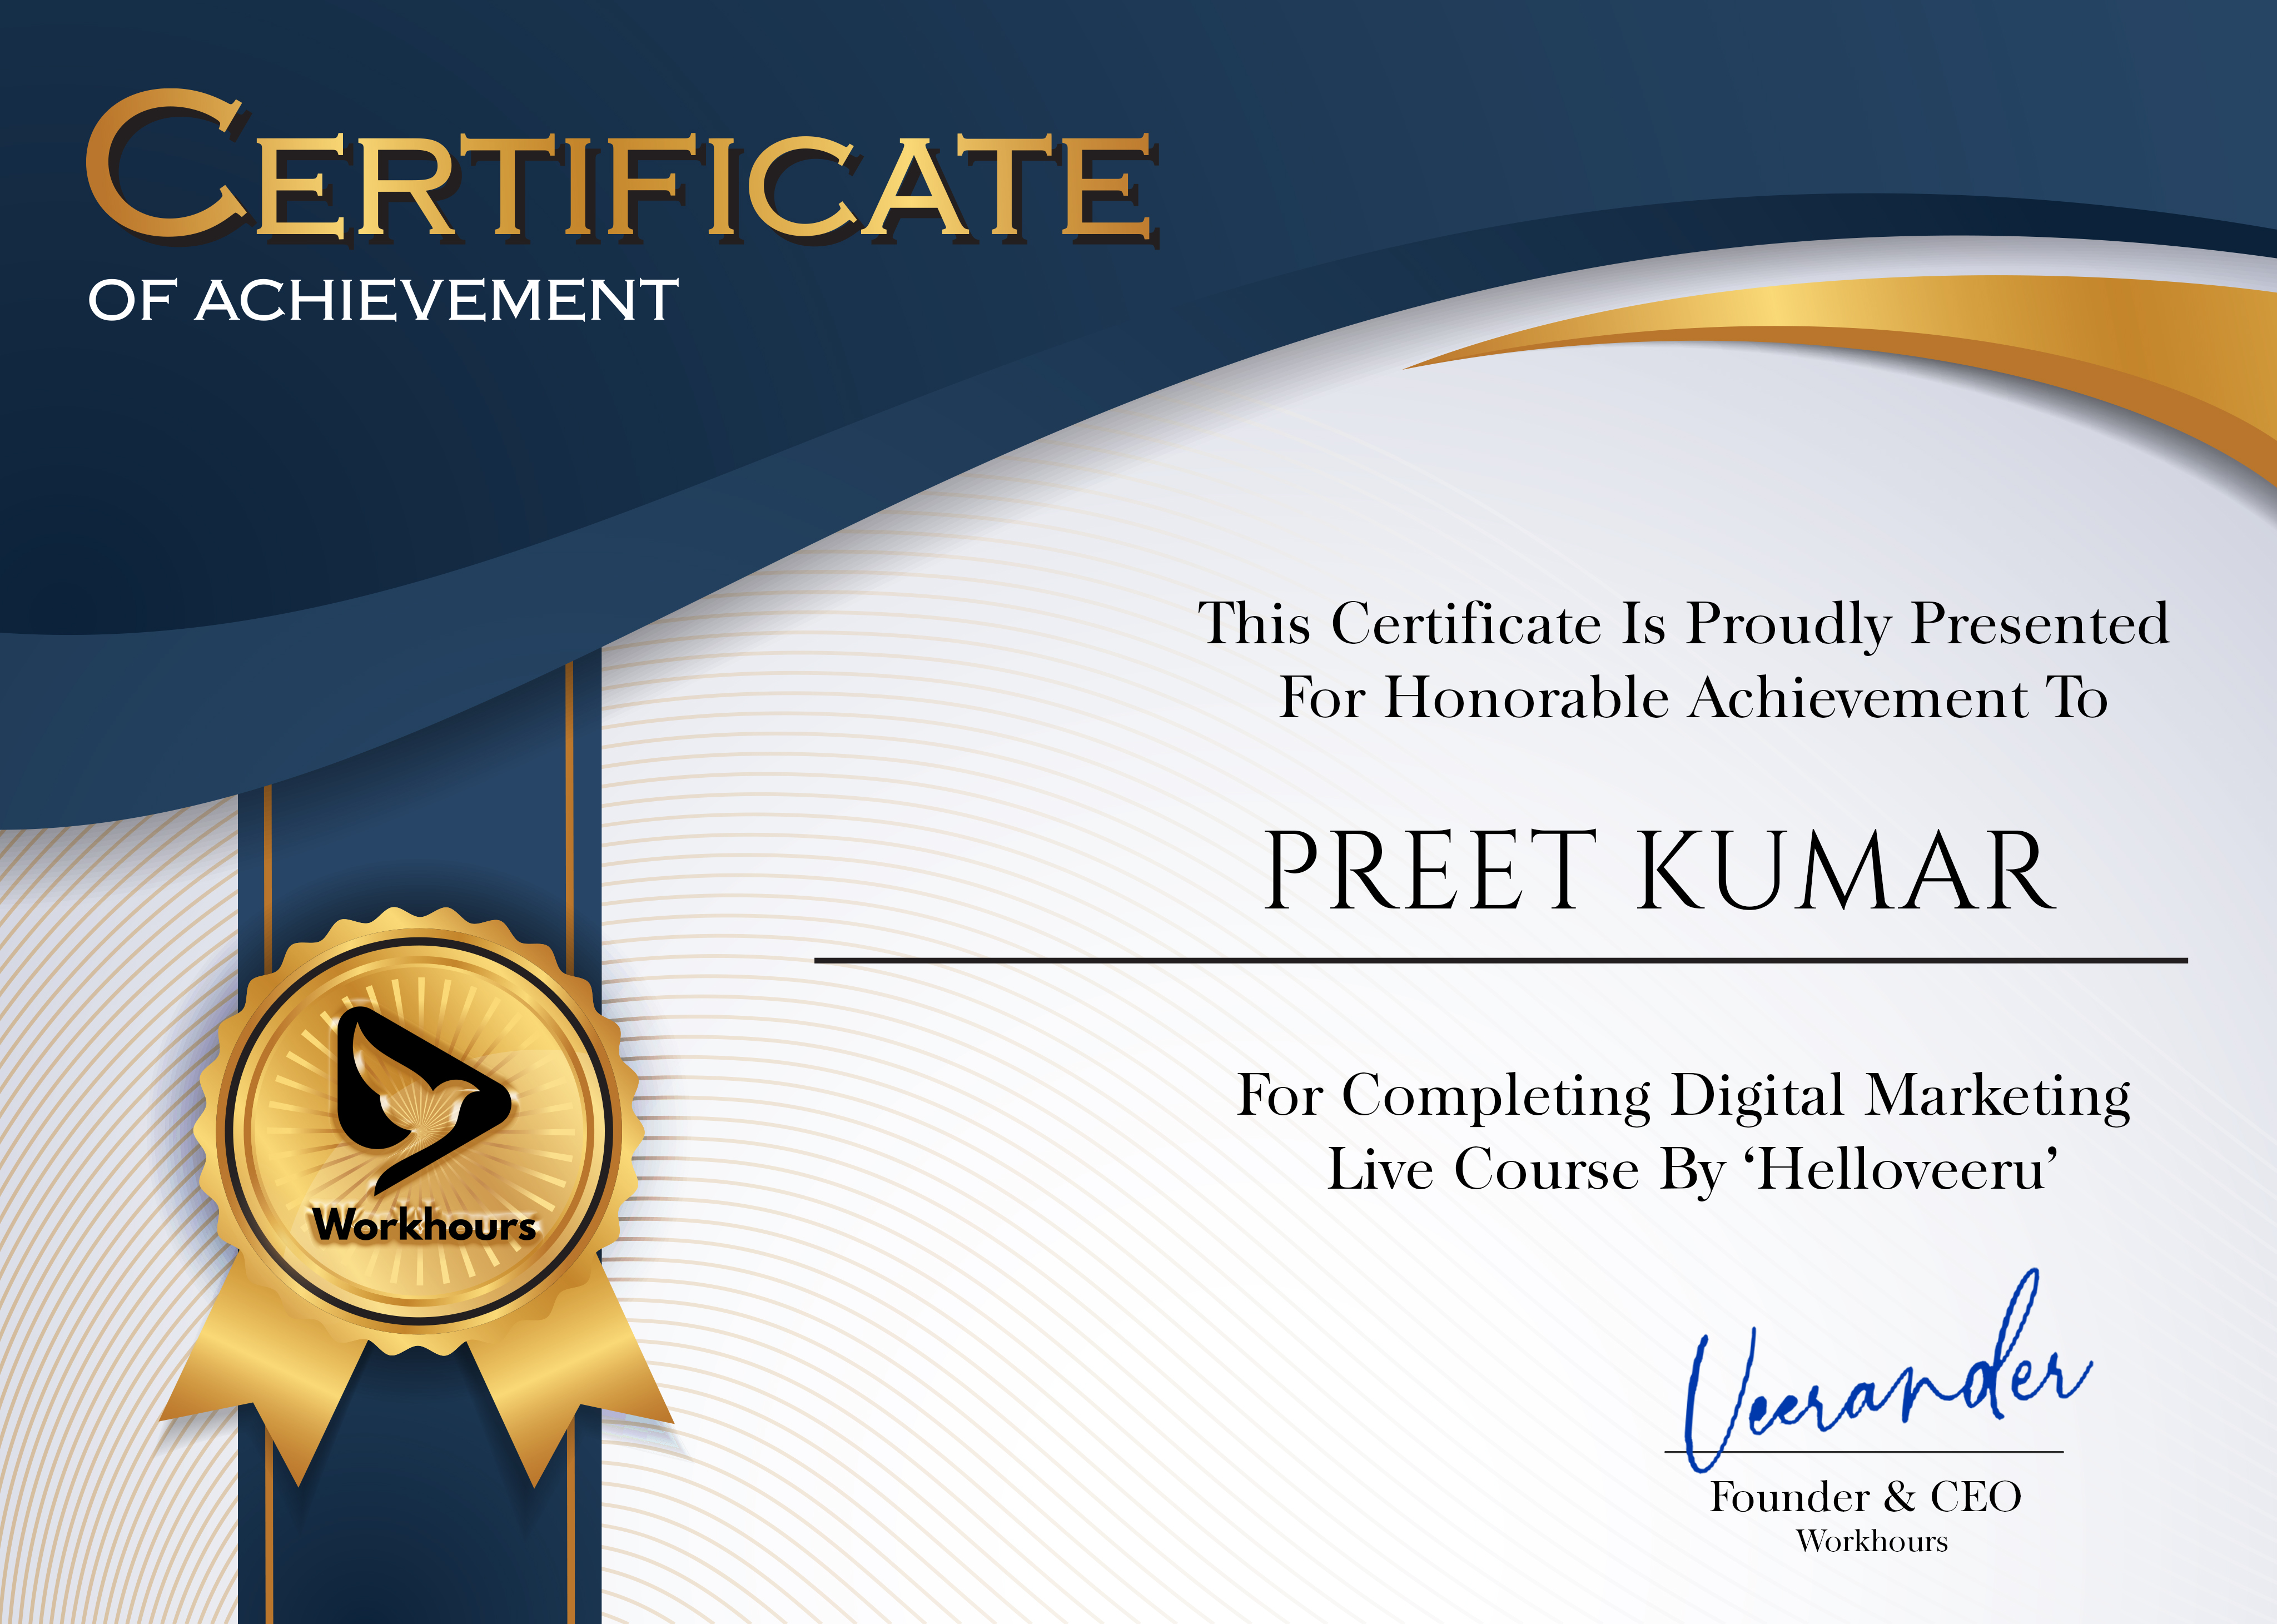 CERTIFICATE
OF ACHIEVEMENT
This Certificate Is Proudly Presented
For Honorable Achievement To
PREET KUMAR
For Completing Digital Marketing
Live Course By ‘Helloveeru’
Workhours
Veerander
Founder & CEO
Workhours